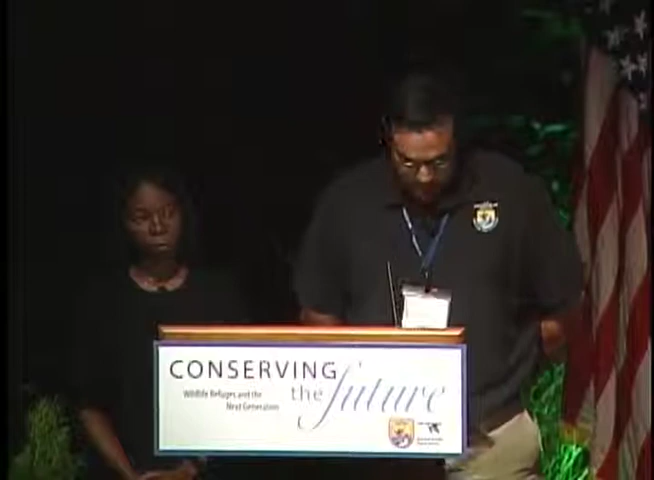 CONSERVING
the future
Wildlife Refuges and the
Next Generation